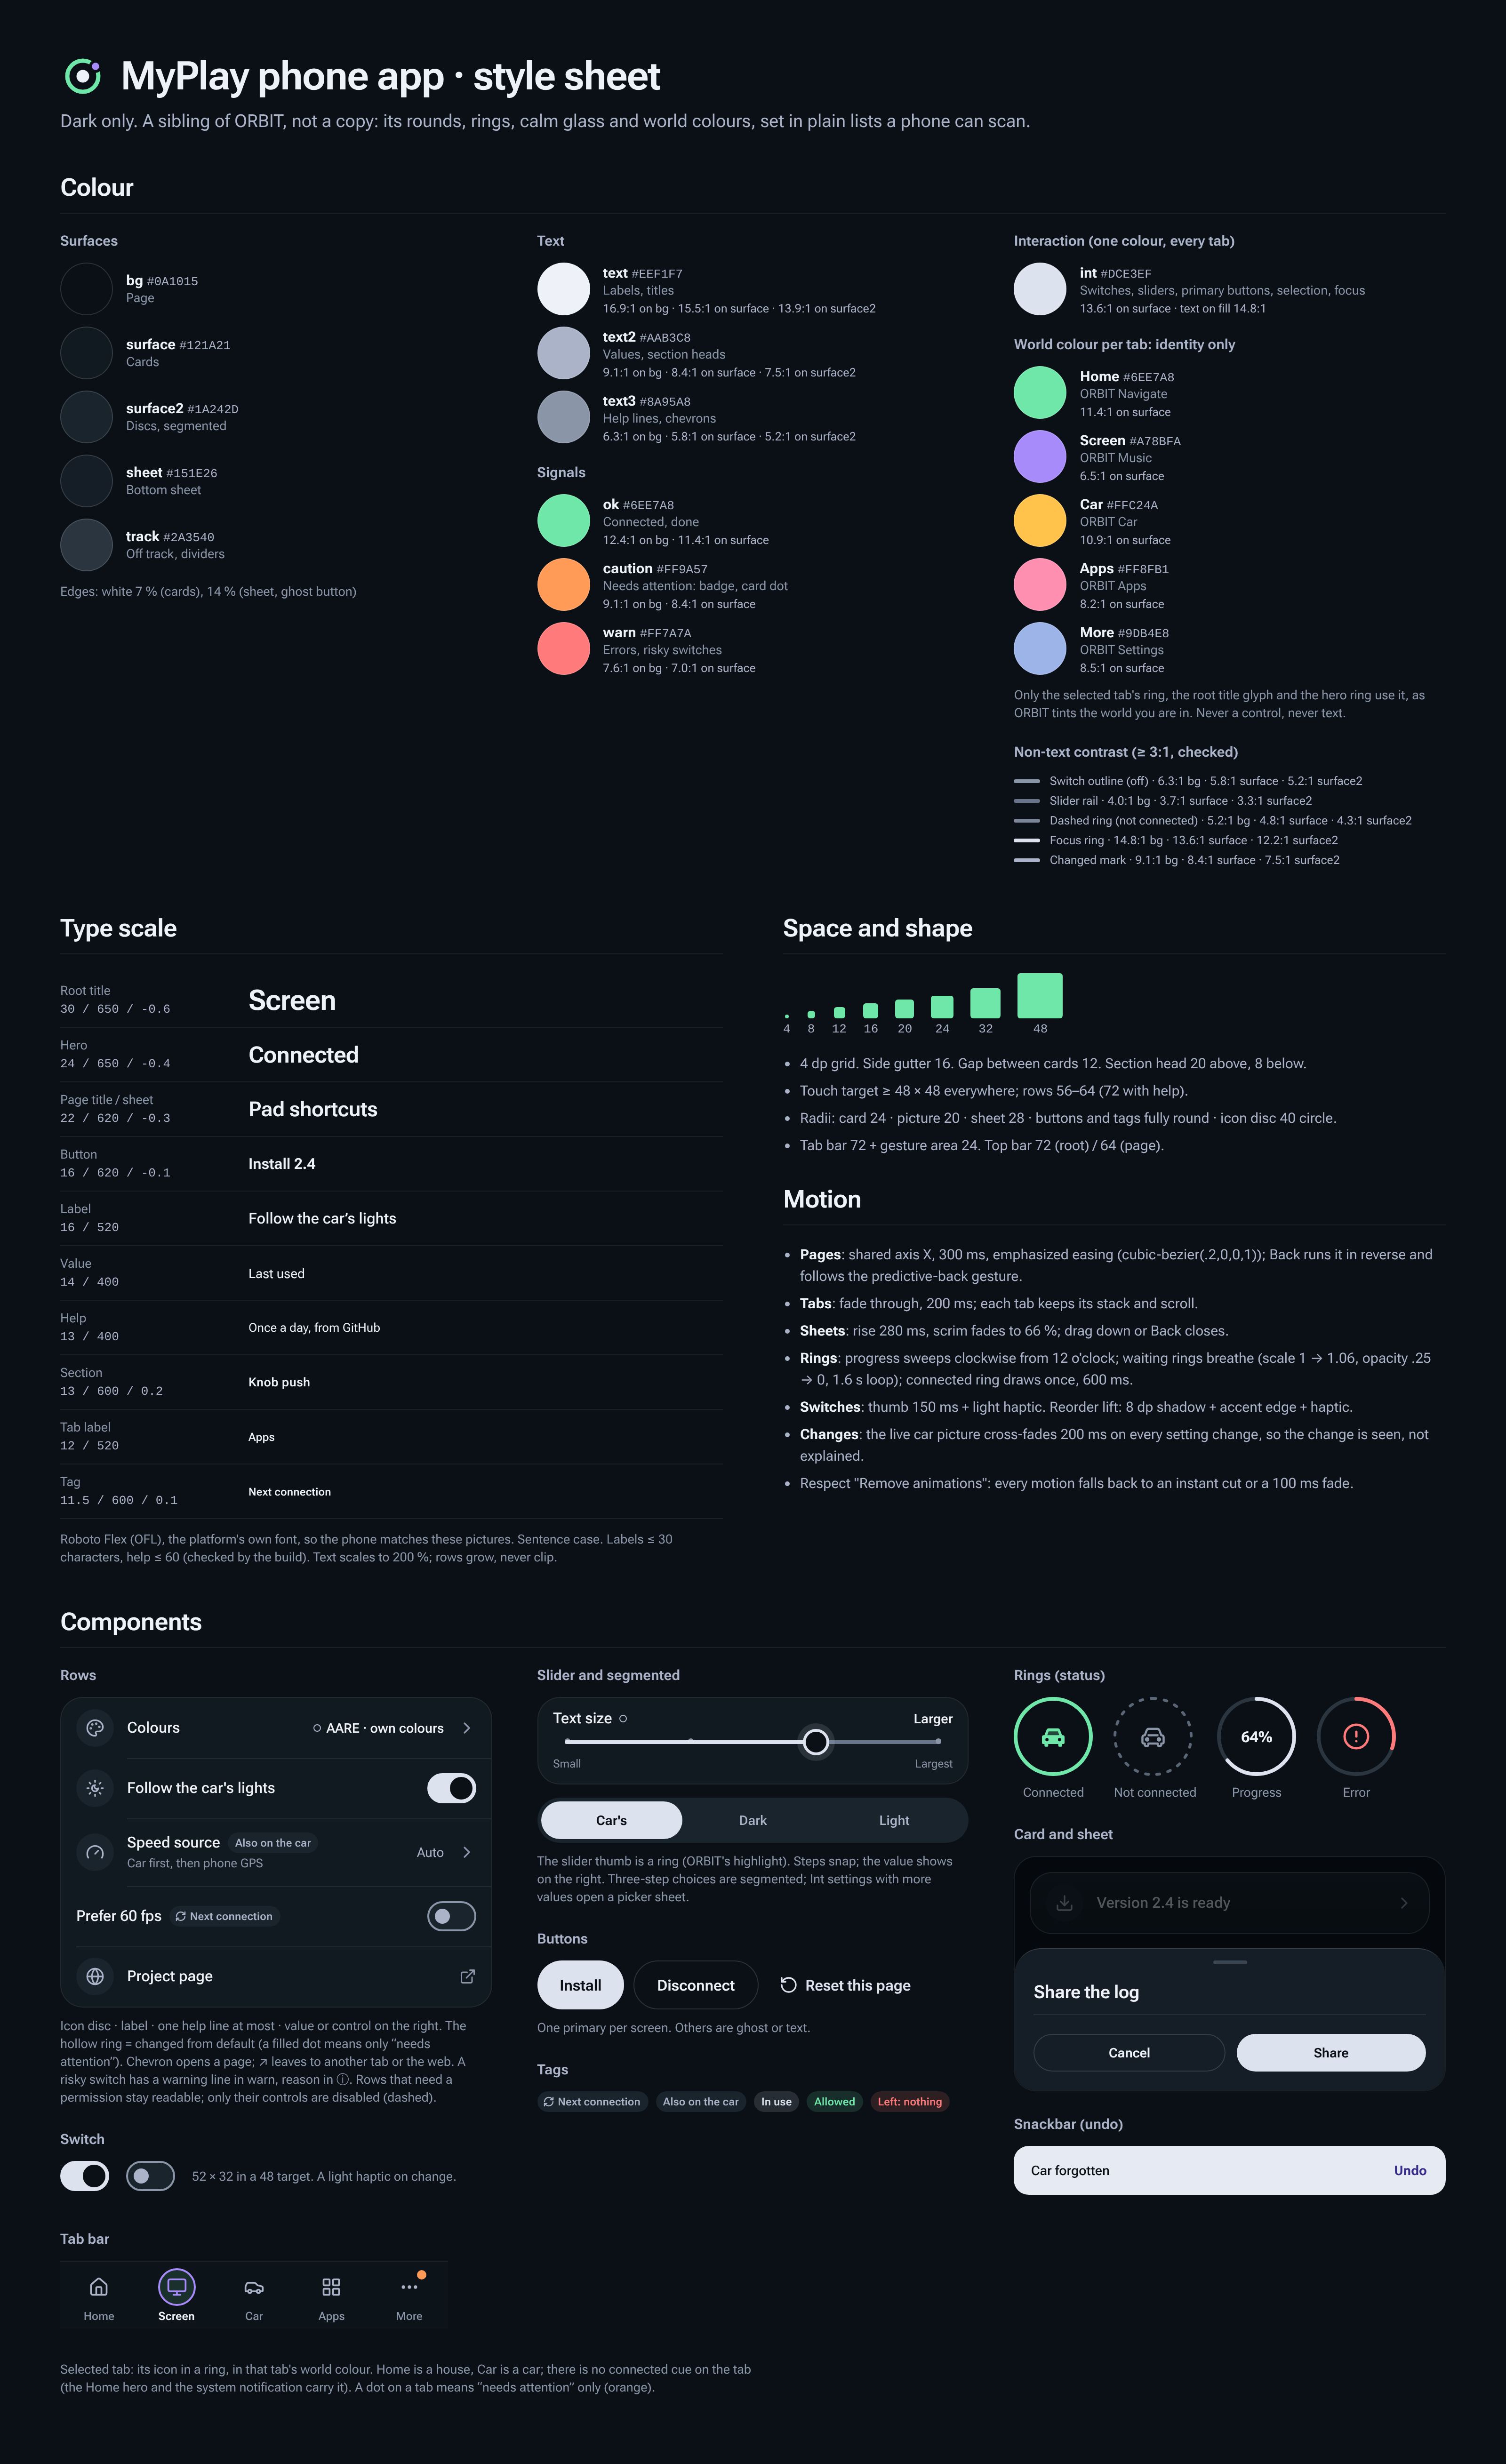 MyPlay phone app · style sheet
Dark only. A sibling of ORBIT, not a copy: its rounds, rings, calm glass and world colours, set in plain lists a phone can scan.
Colour
Surfaces
bg #0A1015
Page
surface #121A21
Cards
surface2 #1A242D
Discs, segmented
sheet #151E26
Bottom sheet
track #2A3540
Off track, dividers
Edges: white 7 % (cards), 14 % (sheet, ghost button)
Text
text #EEF1F7
Labels, titles
16.9:1 on bg · 15.5:1 on surface · 13.9:1 on surface2
text2 #AAB3C8
Values, section heads
9.1:1 on bg · 8.4:1 on surface · 7.5:1 on surface2
text3 #8A95A8
Help lines, chevrons
6.3:1 on bg · 5.8:1 on surface · 5.2:1 on surface2
Signals
ok #6EE7A8
Connected, done
12.4:1 on bg · 11.4:1 on surface
caution #FF9A57
Needs attention: badge, card dot
9.1:1 on bg · 8.4:1 on surface
warn #FF7A7A
Errors, risky switches
7.6:1 on bg · 7.0:1 on surface
Interaction (one colour, every tab)
int #DCE3EF
Switches, sliders, primary buttons, selection, focus
13.6:1 on surface · text on fill 14.8:1
World colour per tab: identity only
Home #6EE7A8
ORBIT Navigate
11.4:1 on surface
Screen #A78BFA
ORBIT Music
6.5:1 on surface
Car #FFC24A
ORBIT Car
10.9:1 on surface
Apps #FF8FB1
ORBIT Apps
8.2:1 on surface
More #9DB4E8
ORBIT Settings
8.5:1 on surface
Only the selected tab's ring, the root title glyph and the hero ring use it, as
ORBIT tints the world you are in. Never a control, never text.
Non-text contrast (≥ 3:1, checked)
Switch outline (off) · 6.3:1 bg · 5.8:1 surface · 5.2:1 surface2
Slider rail · 4.0:1 bg · 3.7:1 surface · 3.3:1 surface2
Dashed ring (not connected) · 5.2:1 bg · 4.8:1 surface · 4.3:1 surface2
Focus ring · 14.8:1 bg · 13.6:1 surface · 12.2:1 surface2
Changed mark · 9.1:1 bg · 8.4:1 surface · 7.5:1 surface2
Type scale
Root title
30 / 650 / -0.6
Screen
Hero
24 / 650 / -0.4
Connected
Page title / sheet
22 / 620 / -0.3
Pad shortcuts
Button
16 / 620 / -0.1
Install 2.4
Label
16 / 520
Follow the car’s lights
Value
14 / 400
Last used
Help
13 / 400
Once a day, from GitHub
Section
13 / 600 / 0.2
Knob push
Tab label
12 / 520
Apps
Tag
11.5 / 600 / 0.1
Next connection
Roboto Flex (OFL), the platform's own font, so the phone matches these pictures. Sentence case. Labels ≤ 30
characters, help ≤ 60 (checked by the build). Text scales to 200 %; rows grow, never clip.
Space and shape
4 8 12 16 20 24 32 48
• 4 dp grid. Side gutter 16. Gap between cards 12. Section head 20 above, 8 below.
• Touch target ≥ 48 × 48 everywhere; rows 56–64 (72 with help).
• Radii: card 24 · picture 20 · sheet 28 · buttons and tags fully round · icon disc 40 circle.
• Tab bar 72 + gesture area 24. Top bar 72 (root) / 64 (page).
Motion
• Pages: shared axis X, 300 ms, emphasized easing (cubic-bezier(.2,0,0,1)); Back runs it in reverse and
follows the predictive-back gesture.
• Tabs: fade through, 200 ms; each tab keeps its stack and scroll.
• Sheets: rise 280 ms, scrim fades to 66 %; drag down or Back closes.
• Rings: progress sweeps clockwise from 12 o'clock; waiting rings breathe (scale 1 → 1.06, opacity .25
→ 0, 1.6 s loop); connected ring draws once, 600 ms.
• Switches: thumb 150 ms + light haptic. Reorder lift: 8 dp shadow + accent edge + haptic.
• Changes: the live car picture cross-fades 200 ms on every setting change, so the change is seen, not
explained.
• Respect "Remove animations": every motion falls back to an instant cut or a 100 ms fade.
Components
Rows
Colours
AARE · own colours
Follow the car's lights
Speed source Also on the car
Car first, then phone GPS
Auto
Prefer 60 fps Next connection
Project page
Icon disc · label · one help line at most · value or control on the right. The
hollow ring = changed from default (a filled dot means only “needs
attention”). Chevron opens a page; ↗ leaves to another tab or the web. A
risky switch has a warning line in warn, reason in ⓘ. Rows that need a
permission stay readable; only their controls are disabled (dashed).
Switch
52 × 32 in a 48 target. A light haptic on change.
Tab bar
Home
Screen
Car
Apps
More
Selected tab: its icon in a ring, in that tab's world colour. Home is a house, Car is a car; there is no connected cue on the tab
(the Home hero and the system notification carry it). A dot on a tab means “needs attention” only (orange).
Slider and segmented
Text size
Larger
Small
Largest
Car's
Dark
Light
The slider thumb is a ring (ORBIT's highlight). Steps snap; the value shows
on the right. Three-step choices are segmented; Int settings with more
values open a picker sheet.
Buttons
Install
Disconnect
Reset this page
One primary per screen. Others are ghost or text.
Tags
Next connection
Also on the car
In use
Allowed
Left: nothing
Rings (status)
64%
Connected
Not connected
Progress
Error
Card and sheet
Version 2.4 is ready
Share the log
Cancel
Share
Snackbar (undo)
Car forgotten
Undo